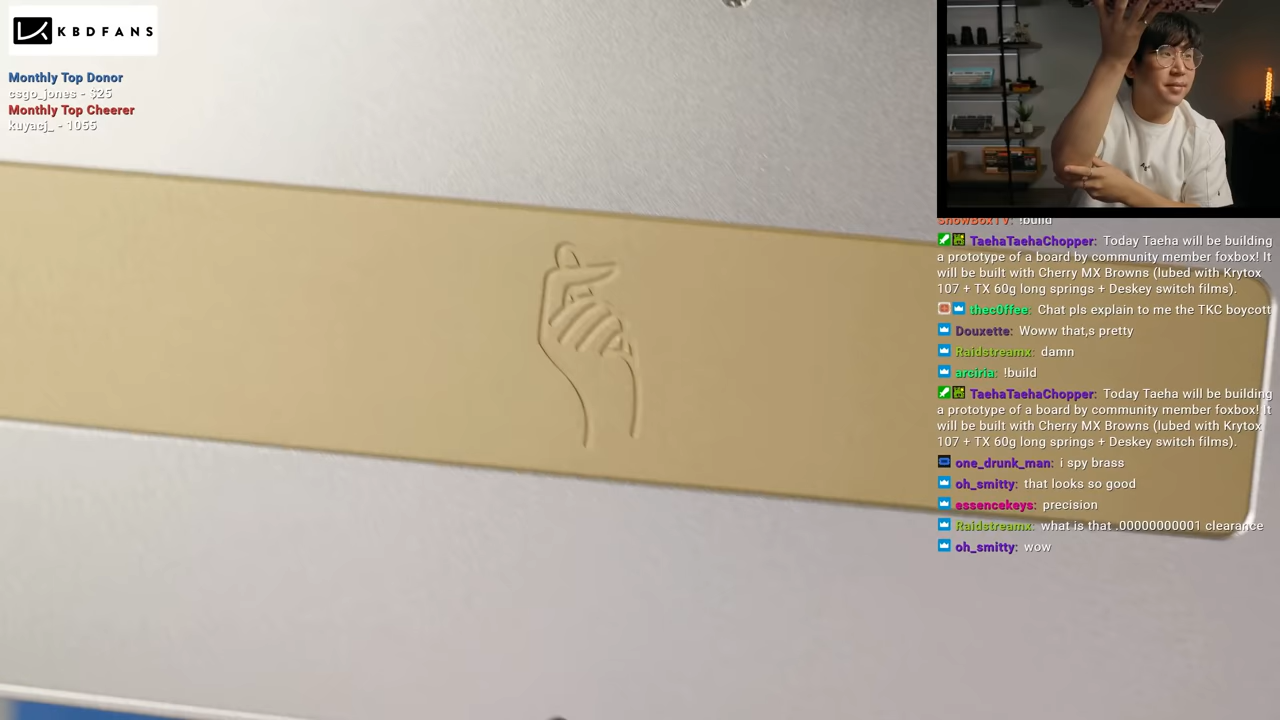 KBDFANS
Monthly Top Donor
csgo_jones - $25
Monthly Top Cheerer
kuyacj_ - 1055
ShowBoxTV: !build
TaehaTaehaChopper: Today Taeha will be building
a prototype of a board by community member foxbox! It
will be built with Cherry MX Browns (lubed with Krytox
107 + TX 60g long springs + Deskey switch films).
thec0ffee: Chat pls explain to me the TKC boycott
Douxette: Woww that,s pretty
Raidstreamx: damn
arciria: !build
TaehaTaehaChopper: Today Taeha will be building
a prototype of a board by community member foxbox! It
will be built with Cherry MX Browns (lubed with Krytox
107 + TX 60g long springs + Deskey switch films).
one_drunk_man: i spy brass
oh_smitty: that looks so good
essencekeys: precision
Raidstreamx: what is that .00000000001 clearance
oh_smitty: wow